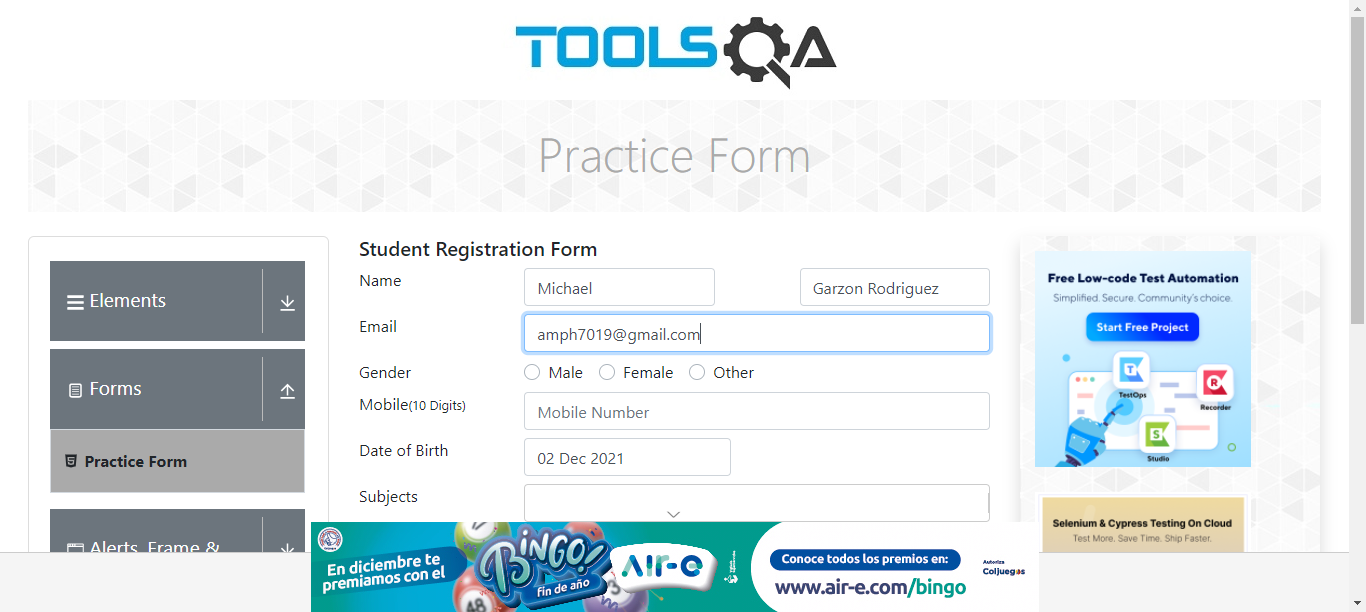 TOOLSQA
Practice Form
Elements
Forms
Practice Form
Alerts, Frame &
Student Registration Form
Name
Michael
Garzon Rodriguez
Email
amph7019@gmail.com
Gender
Male
Female
Other
Mobile(10 Digits)
Mobile Number
Date of Birth
02 Dec 2021
Subjects
Free Low-code Test Automation
Simplified. Secure. Community's choice.
Start Free Project
TestOps
Recorder
Studio
Selenium & Cypress Testing On Cloud
Test More. Save Time. Ship Faster.
En diciembre te
premiamos con el
BINGO!
fin de año
48
AIR-E
Conoce todos los premios en:
www.air-e.com/bingo
Autoriza
Coljuegos